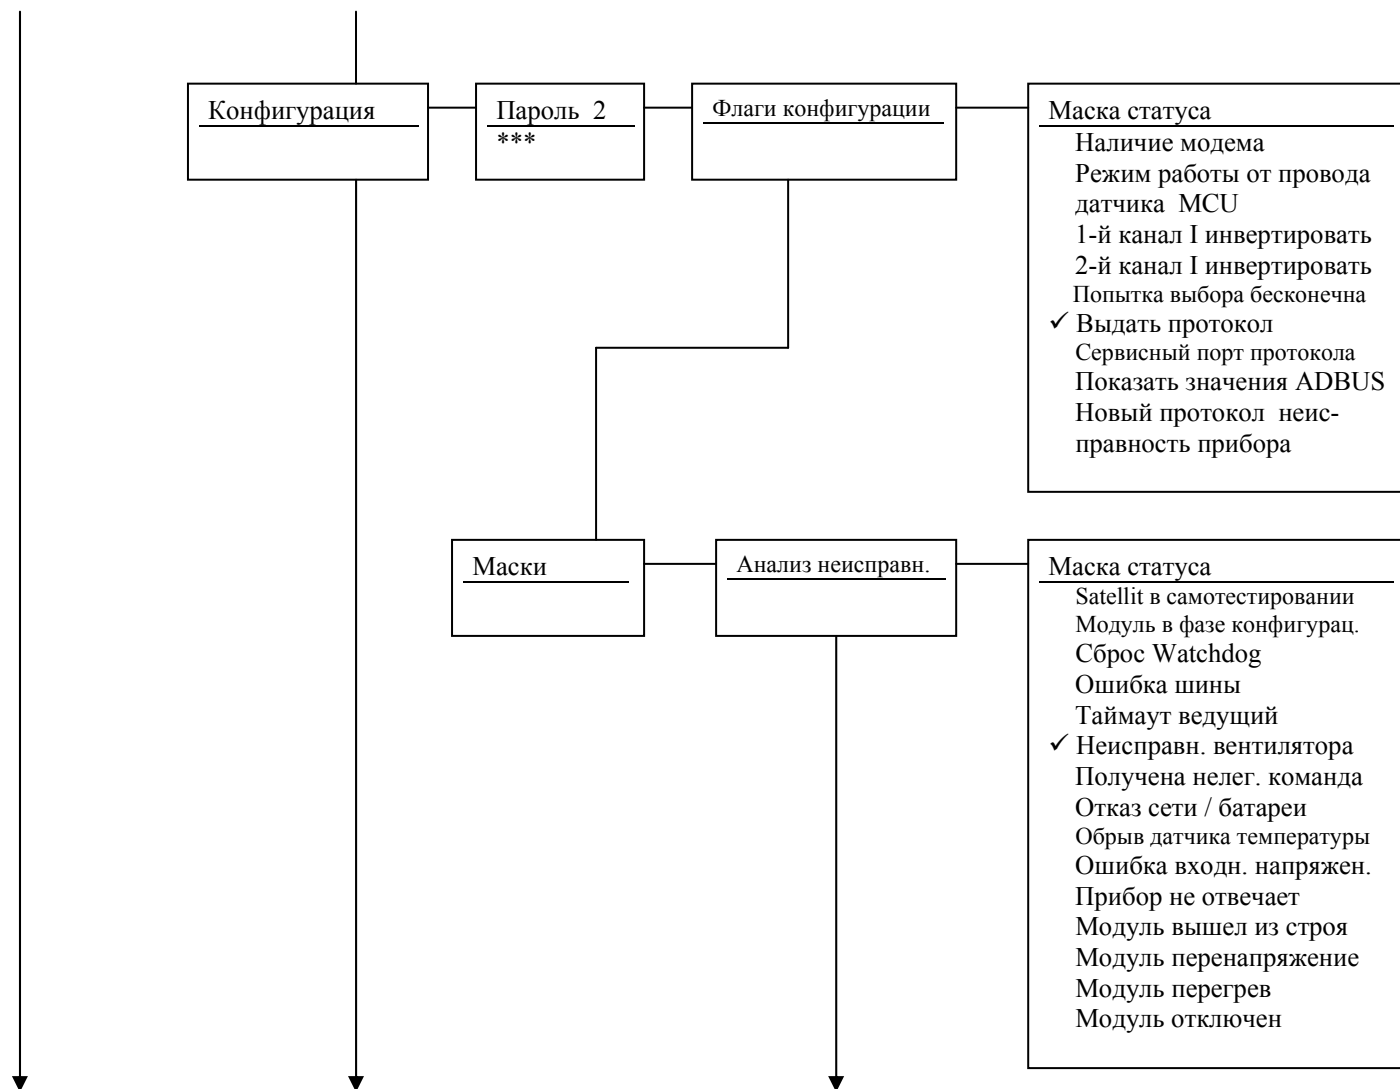 Конфигурация
Пароль 2
***
Флаги конфигурации
Маска статуса
Наличие модема
Режим работы от провода
датчика MCU
1-й канал I инвертировать
2-й канал I инвертировать
Попытка выбора бесконечна
✓ Выдать протокол
Сервисный порт протокола
Показать значения ADBUS
Новый протокол неис-
правность прибора
Маски
Анализ неисправн.
Маска статуса
Satellit в самотестировании
Модуль в фазе конфигурац.
Сброс Watchdog
Ошибка шины
Таймаут ведущий
✓ Неисправн. вентилятора
Получена нелег. команда
Отказ сети / батареи
Обрыв датчика температуры
Ошибка входн. напряжен.
Прибор не отвечает
Модуль вышел из строя
Модуль перенапряжение
Модуль перегрев
Модуль отключен